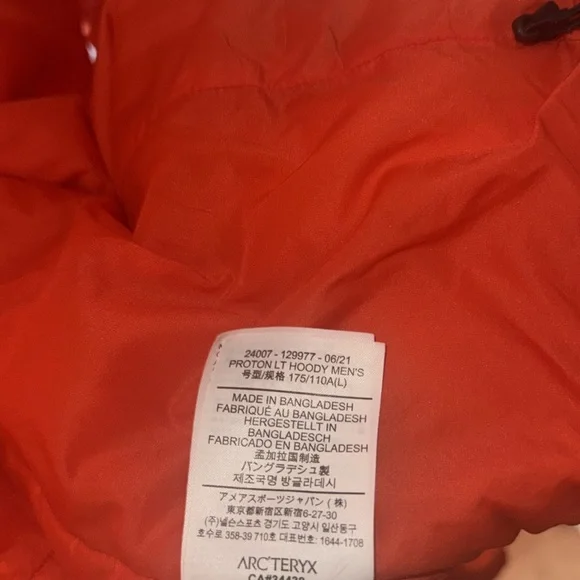 24007 - 129977 - 06/21
PROTON LT HOODY MEN'S
号型/规格 175/110A(L)
MADE IN BANGLADESH
FABRIQUÉ AU BANGLADESH
HERGESTELLT IN
BANGLADESCH
FABRICADO EN BANGLADESH
孟加拉国制造
バングラデシュ製
제조국명 방글라데시
アメアスポーツジャパン (株)
東京都新宿区新宿6-27-30
(주)넬슨스포츠 경기도 고양시 일산동구
호수로 358-39 710호 대표번호: 1644-1708
ARC'TERYX
CA#34438